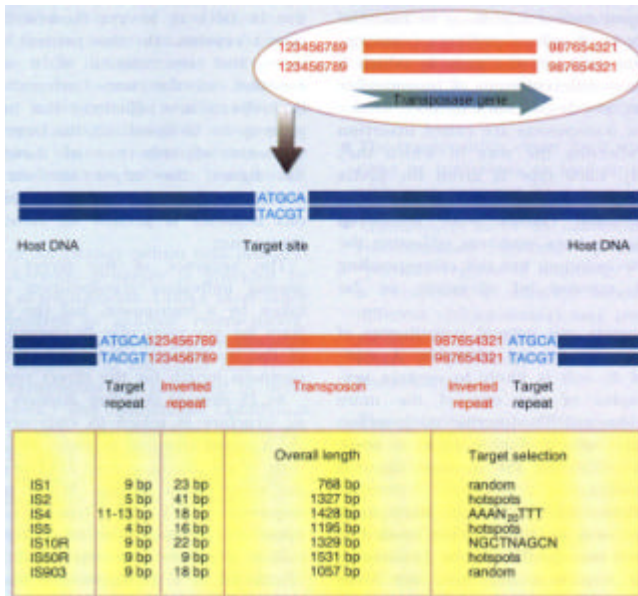 123456789 987654321
123456789 987654321
Transposase gene
ATGCA
TACGT
Host DNA Target site Host DNA
ATGCA123456789 987654321 ATGCA
TACGT123456789 987654321 TACGT
Target repeat Inverted repeat Transposon Inverted repeat Target repeat
Overall length Target selection
IS1 9 bp 23 bp 768 bp random
IS2 5 bp 41 bp 1327 bp hotspots
IS4 11-13 bp 18 bp 1428 bp AAAN20TTT
IS5 4 bp 16 bp 1195 bp hotspots
IS10R 9 bp 22 bp 1329 bp NGCTNAGCN
IS50R 9 bp 9 bp 1531 bp hotspots
IS903 9 bp 18 bp 1057 bp random